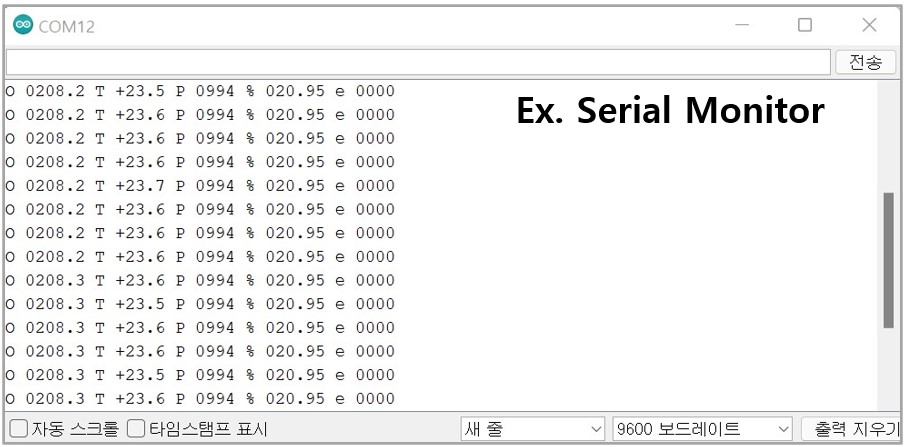 COM12
전송
Ex. Serial Monitor
O 0208.2 T +23.5 P 0994 % 020.95 e 0000
O 0208.2 T +23.6 P 0994 % 020.95 e 0000
O 0208.2 T +23.6 P 0994 % 020.95 e 0000
O 0208.2 T +23.6 P 0994 % 020.95 e 0000
O 0208.2 T +23.7 P 0994 % 020.95 e 0000
O 0208.2 T +23.6 P 0994 % 020.95 e 0000
O 0208.2 T +23.6 P 0994 % 020.95 e 0000
O 0208.2 T +23.6 P 0994 % 020.95 e 0000
O 0208.3 T +23.6 P 0994 % 020.95 e 0000
O 0208.3 T +23.5 P 0994 % 020.95 e 0000
O 0208.3 T +23.6 P 0994 % 020.95 e 0000
O 0208.3 T +23.6 P 0994 % 020.95 e 0000
O 0208.3 T +23.5 P 0994 % 020.95 e 0000
O 0208.3 T +23.6 P 0994 % 020.95 e 0000
자동 스크롤 타임스탬프 표시 새 줄 9600 보드레이트 출력 지우기